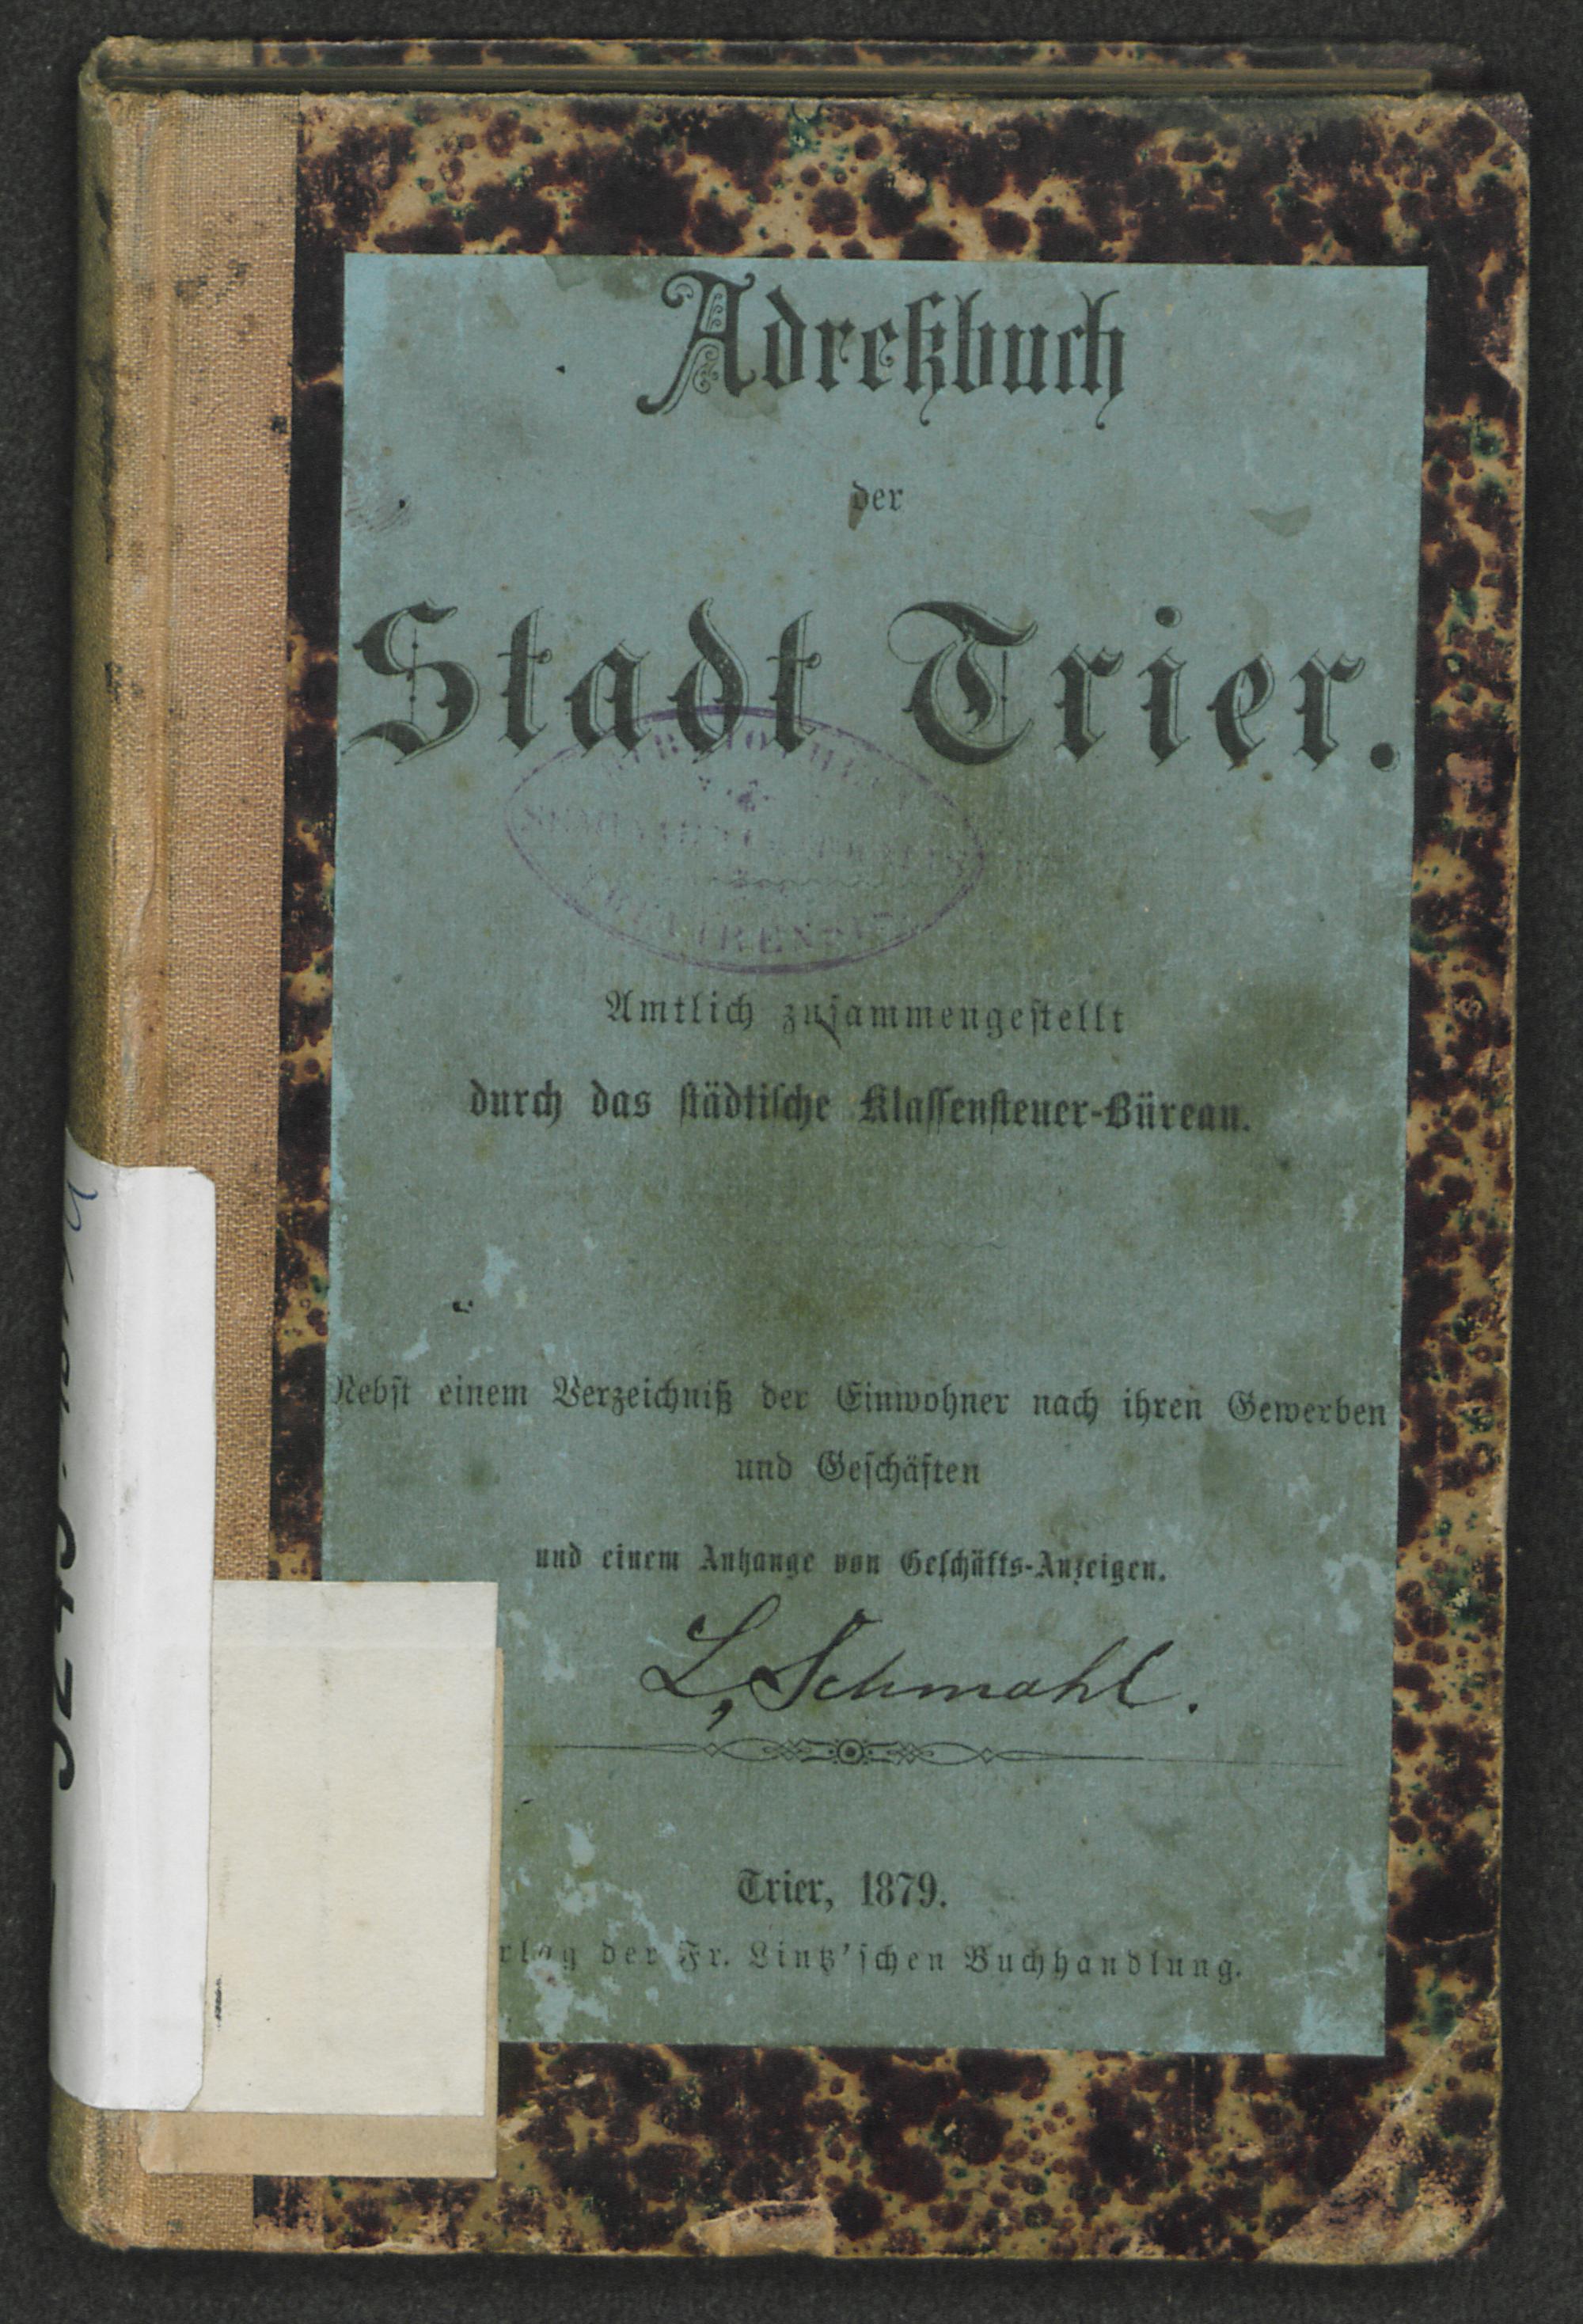 Adreßbuch
der
Stadt Trier.
Amtlich zusammengestellt
durch das städtische Klassensteuer-Büreau.
Nebst einem Verzeichniß der Einwohner nach ihren Gewerben
und Geschäften
und einem Anhange von Geschäfts-Anzeigen.
L, Schmahl.
Trier, 1879.
rlag der Fr. Lintz'schen Buchhandlung.